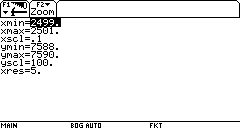 F1 F2
Zoom
xmin=2499.
xmax=2501.
xscl=.1
ymin=7588.
ymax=7590.
yscl=100.
xres=5.
MAIN BOG AUTO FKT